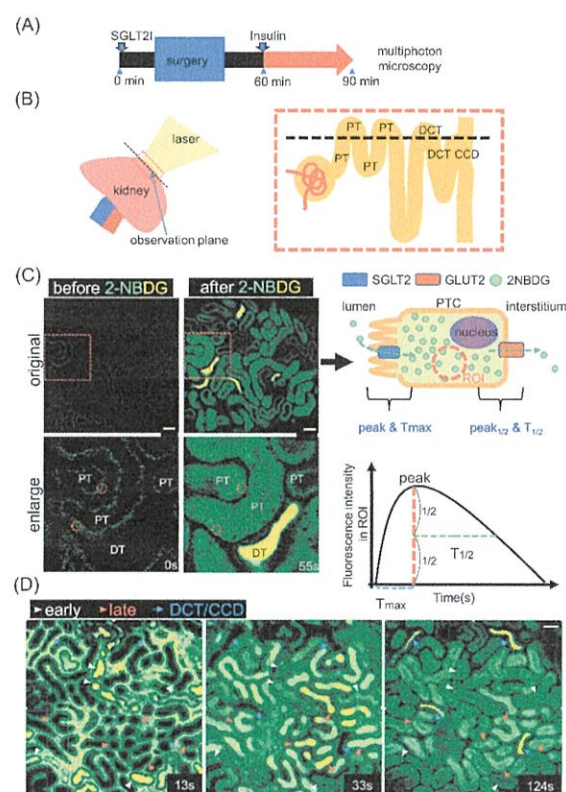 (A)
SGLT2I
surgery
Insulin
multiphoton
microscopy
0 min
60 min
90 min
(B)
laser
kidney
observation plane
PT
PT
DCT
PT
PT
DCT
CCD
(C)
before 2-NBDG
after 2-NBDG
original
enlarge
PT
PT
PT
DT
0s
PT
PT
PT
DT
55s
SGLT2
GLUT2
2NBDG
lumen
PTC
interstitium
nucleus
ROI
peak & Tmax
peak1/2 & T1/2
peak
Fluorescence intensity
in ROI
1/2
1/2
T1/2
Tmax
Time(s)
(D)
early
late
DCT/CCD
13s
33s
124s